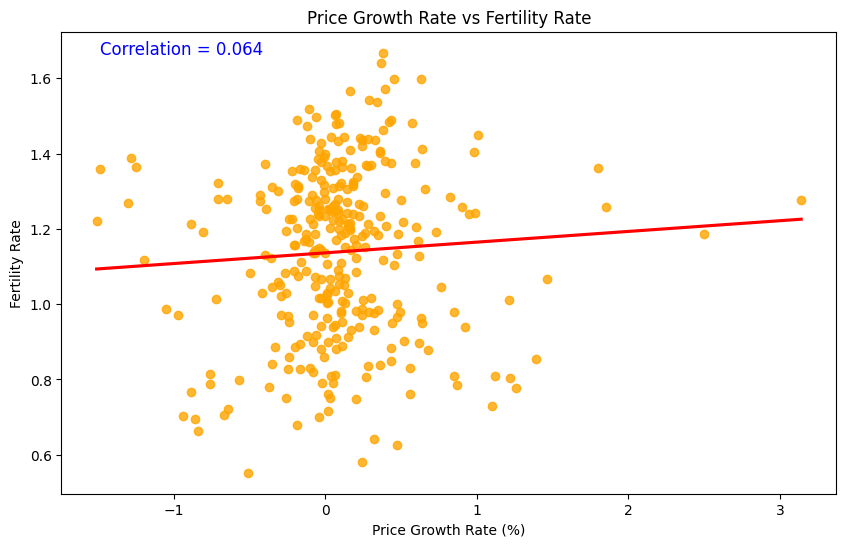 Price Growth Rate vs Fertility Rate
Correlation = 0.064
Fertility Rate
1.6
1.4
1.2
1.0
0.8
0.6
−1
0
1
2
3
Price Growth Rate (%)